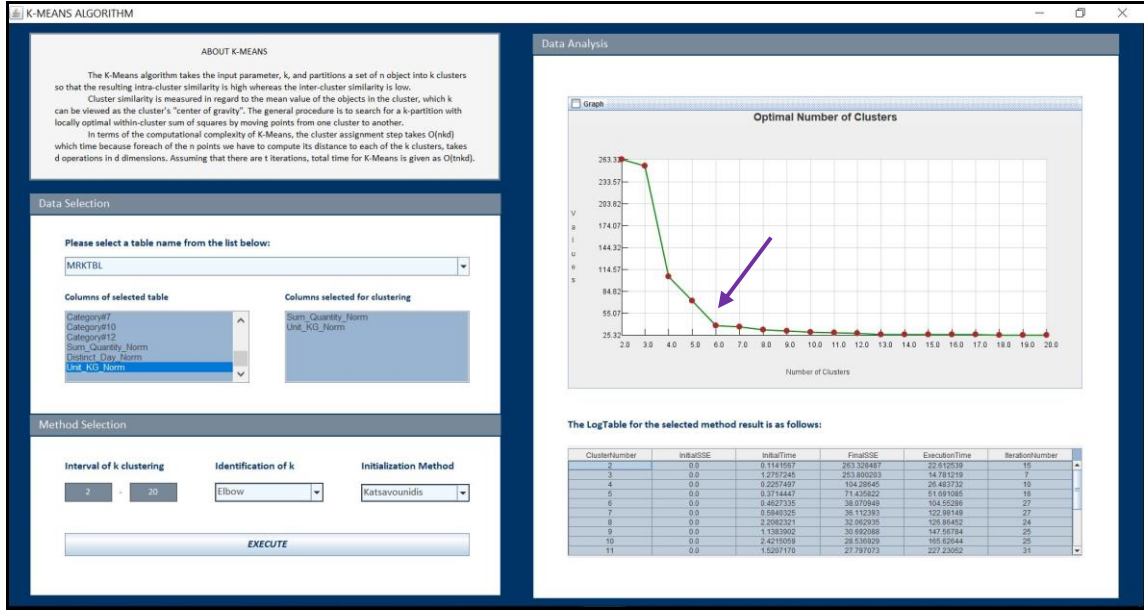 K-MEANS ALGORITHM
ABOUT K-MEANS
The K-Means algorithm takes the input parameter, k, and partitions a set of n object into k clusters
so that the resulting intra-cluster similarity is high whereas the inter-cluster similarity is low.
Cluster similarity is measured in regard to the mean value of the objects in the cluster, which k
can be viewed as the cluster's "center of gravity". The general procedure is to search for a k-partition with
locally optimal within-cluster sum of squares by moving points from one cluster to another.
In terms of the computational complexity of K-Means, the cluster assignment step takes O(nkd)
which time because foreach of the n points we have to compute its distance to each of the k clusters, takes
d operations in d dimensions. Assuming that there are t iterations, total time for K-Means is given as O(tnkd).
Data Selection
Please select a table name from the list below:
MRKTBL
Columns of selected table
Category#7
Category#10
Category#12
Sum_Quantity_Norm
Distinct_Day_Norm
Unit_KG_Norm
Columns selected for clustering
Sum_Quantity_Norm
Unit_KG_Norm
Method Selection
Interval of k clustering
2 - 20
Identification of k
Elbow
Initialization Method
Katsavounidis
EXECUTE
Data Analysis
Graph
Optimal Number of Clusters
Values
263.32
233.57
203.82
174.07
144.32
114.57
84.82
55.07
25.32
2.0 3.0 4.0 5.0 6.0 7.0 8.0 9.0 10.0 11.0 12.0 13.0 14.0 15.0 16.0 17.0 18.0 19.0 20.0
Number of Clusters
The LogTable for the selected method result is as follows:
ClusterNumber InitialSSE InitialTime FinalSSE ExecutionTime IterationNumber
2 0.0 0.1141567 263.328487 22.612539 15
3 0.0 1.2757245 253.800203 14.781219 7
4 0.0 0.2257497 104.28645 26.483732 19
5 0.0 0.3714447 71.435822 51.691085 16
6 0.0 0.4627335 38.070949 104.55286 27
7 0.0 0.5840325 36.112393 122.98149 27
8 0.0 2.2082321 32.062935 126.86452 24
9 0.0 1.1383902 30.692088 147.56784 25
10 0.0 2.4215059 28.536929 165.62644 25
11 0.0 1.5207170 27.797073 227.23052 31